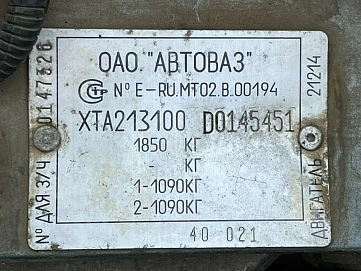 ОАО "АВТОВАЗ"
№ E-RU.MT02.B.00194
XTA213100 D0145451
1850 КГ
- КГ
1-1090КГ
2-1090КГ
40 021
№ ДЛЯ З/Ч 0147328
ДВИГАТЕЛЬ 21214